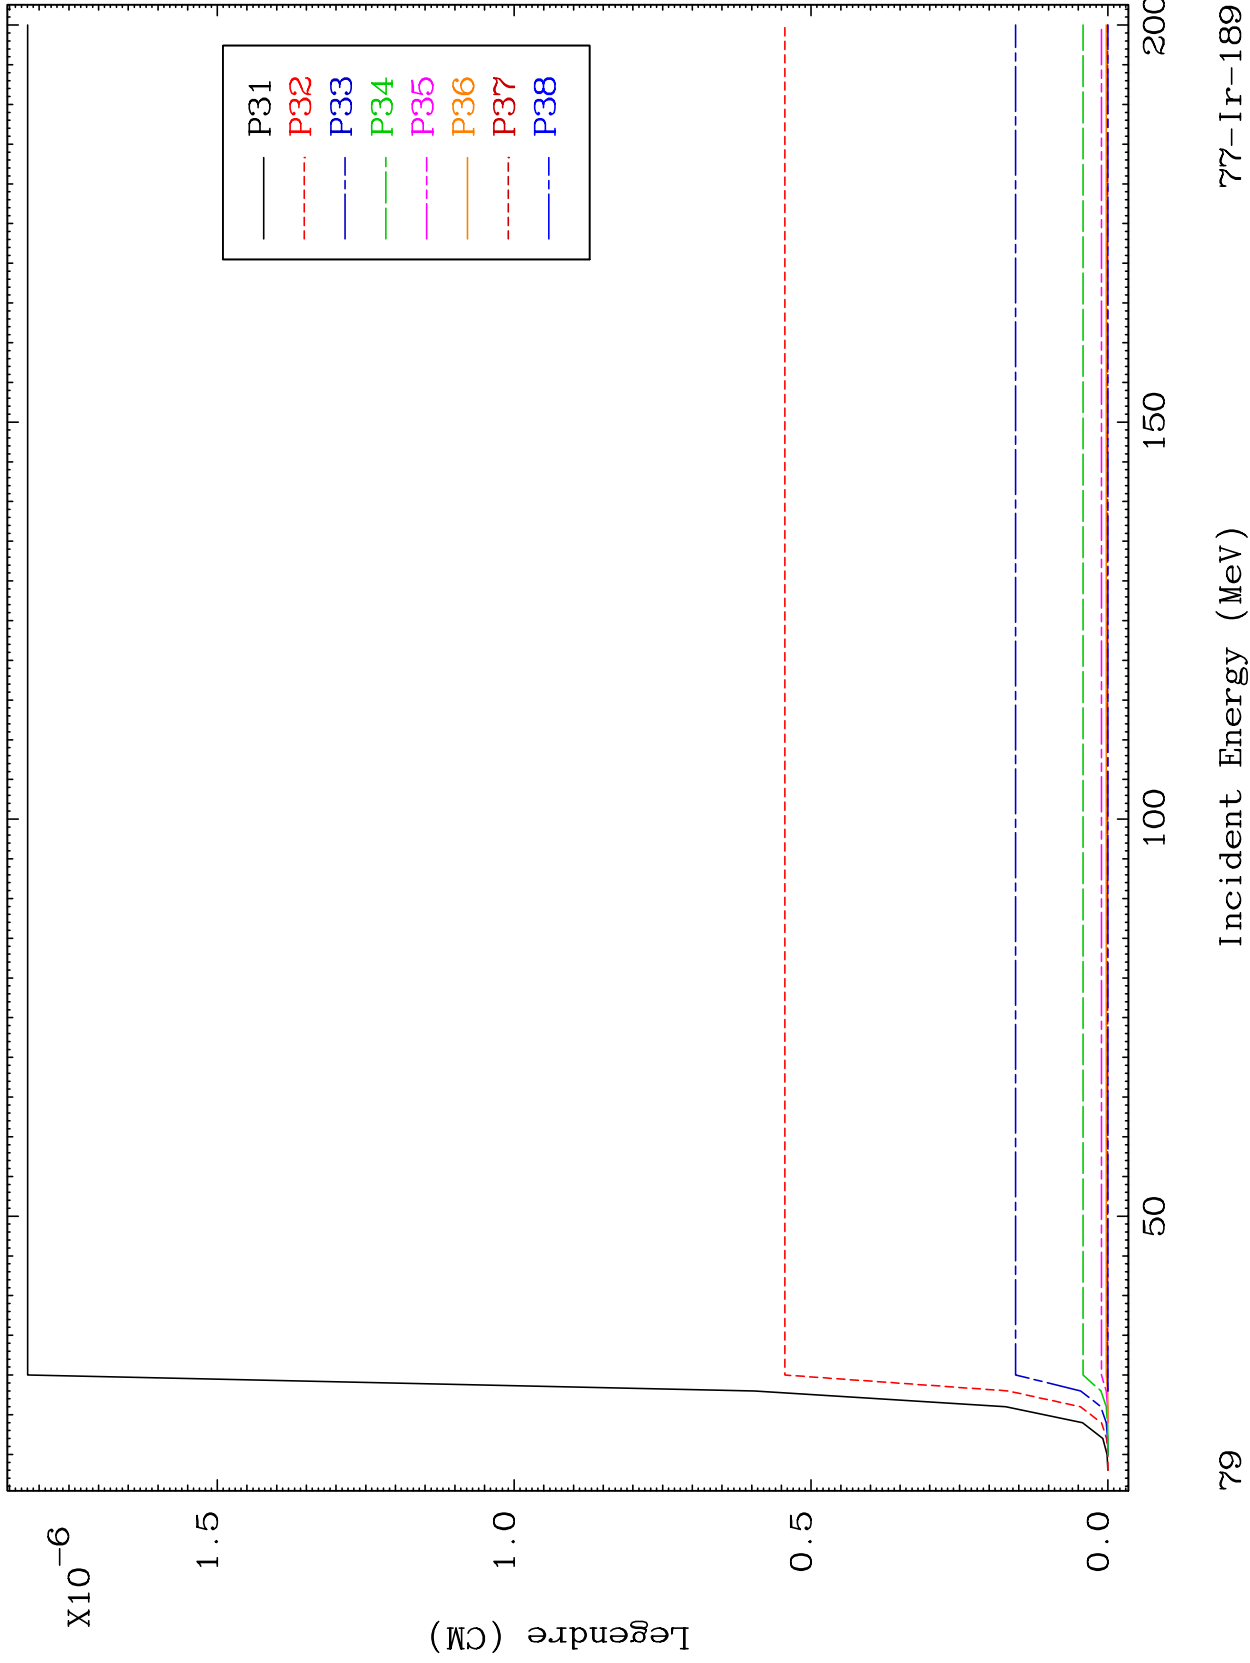 X10-6
1.5
1.0
0.5
0.0
Legendre (CM)
P31
P32
P33
P34
P35
P36
P37
P38
50
100
150
200
Incident Energy (MeV)
79
77-Ir-189